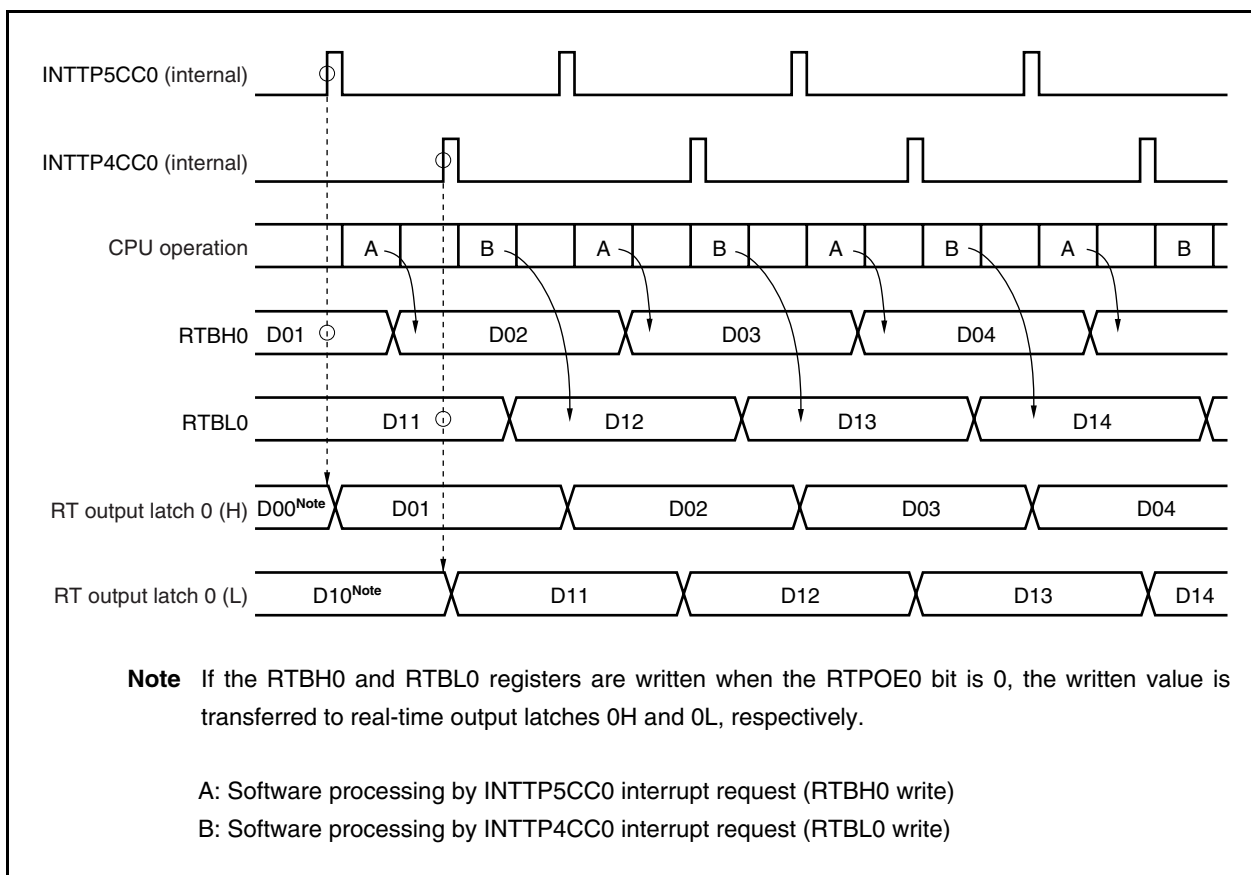 INTTP5CC0 (internal)
INTTP4CC0 (internal)
CPU operation A B A B A B A B
RTBH0 D01 D02 D03 D04
RTBL0 D11 D12 D13 D14
RT output latch 0 (H) D00Note D01 D02 D03 D04
RT output latch 0 (L) D10Note D11 D12 D13 D14
Note If the RTBH0 and RTBL0 registers are written when the RTPOE0 bit is 0, the written value is
transferred to real-time output latches 0H and 0L, respectively.
A: Software processing by INTTP5CC0 interrupt request (RTBH0 write)
B: Software processing by INTTP4CC0 interrupt request (RTBL0 write)